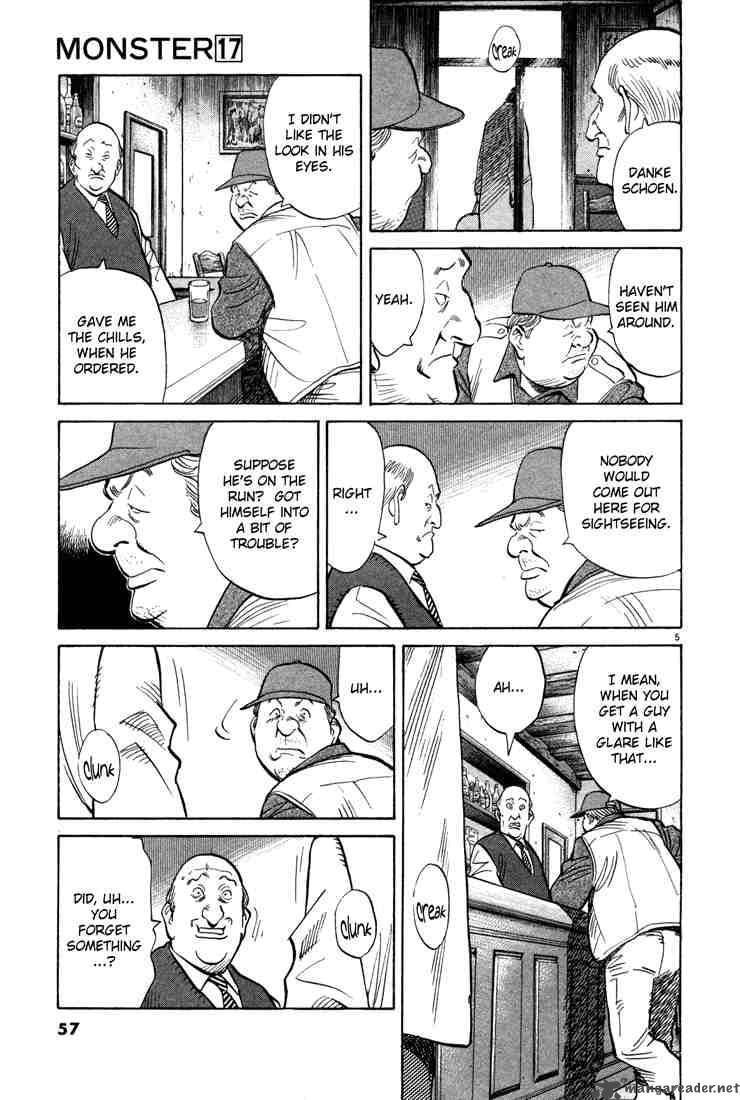 MONSTER17
creak
DANKE
SCHOEN.
I DIDN'T
LIKE THE
LOOK IN HIS
EYES.
GAVE ME
THE CHILLS,
WHEN HE
ORDERED.
HAVEN'T
SEEN HIM
AROUND.
YEAH.
NOBODY
WOULD
COME OUT
HERE FOR
SIGHTSEEING.
RIGHT
...
SUPPOSE
HE'S ON THE
RUN? GOT
HIMSELF INTO
A BIT OF
TROUBLE?
5
I MEAN,
WHEN YOU
GET A GUY
WITH A
GLARE LIKE
THAT...
AH...
creak
UH...
clunk
clunk
DID, UH...
YOU
FORGET
SOMETHING
...?
57
mangareader.net